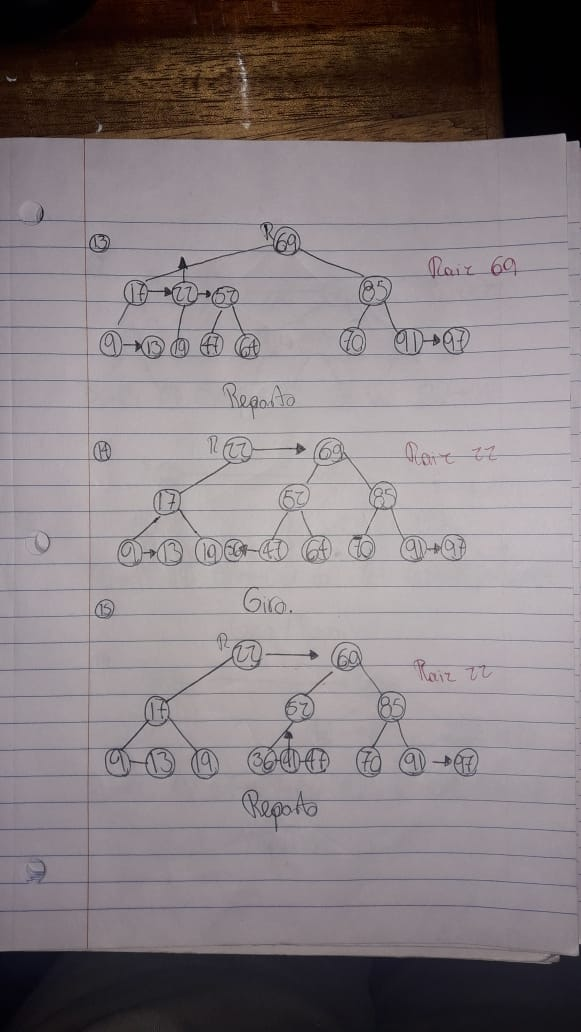 13
R 69
17 22 52 85
Raiz 69
9 13 19 47 64 70 91 97
Reparto
14
R 22 69
Raiz 22
17 52 85
9 13 19 36 47 64 70 91 97
Giro.
15
R 22 69
Raiz 22
17 52 85
9 13 19 36 41 47 70 91 97
Reparto